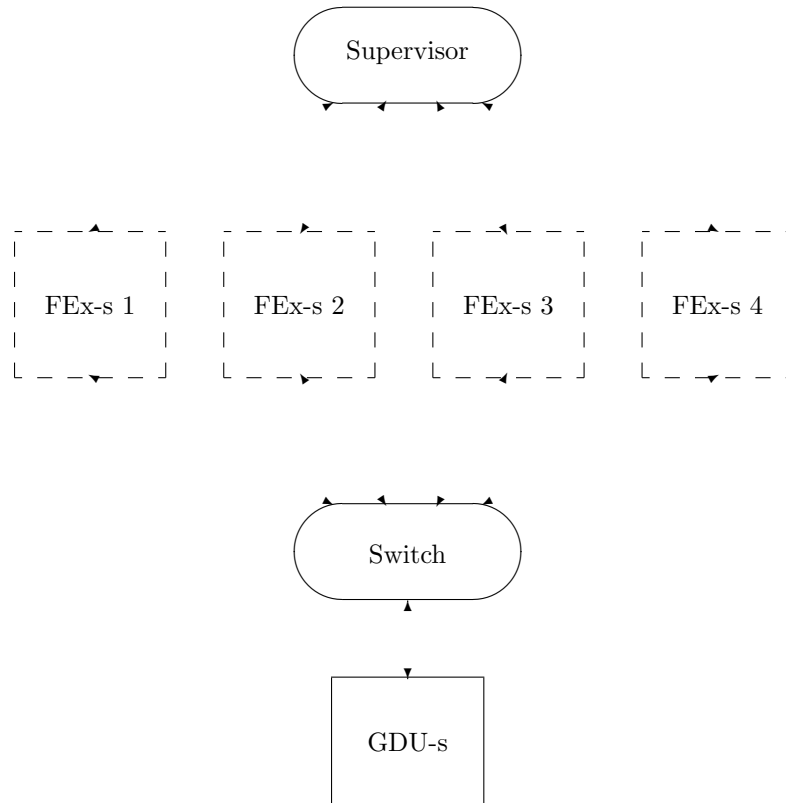 Supervisor
FEx-s 1
FEx-s 2
FEx-s 3
FEx-s 4
Switch
GDU-s